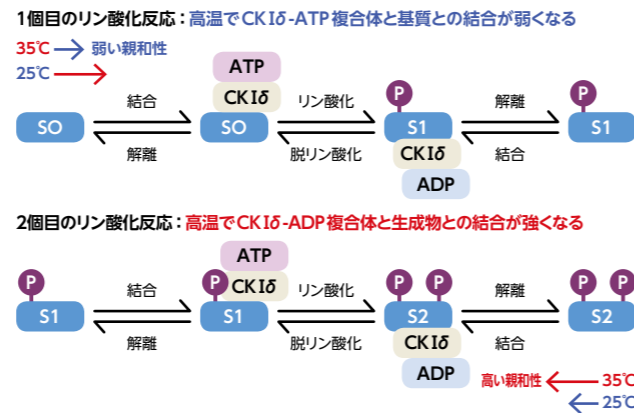 1個目のリン酸化反応：高温でCKIδ-ATP複合体と基質との結合が弱くなる
35℃ 弱い親和性
25℃
ATP
CKIδ
SO 結合 解離 SO リン酸化 脱リン酸化 P S1 解離 結合 P S1
CKIδ
ADP
2個目のリン酸化反応：高温でCKIδ-ADP複合体と生成物との結合が強くなる
ATP
CKIδ
P S1 結合 解離 P S1 リン酸化 脱リン酸化 P P S2 解離 結合 P P S2
CKIδ
ADP
高い親和性 35℃
25℃